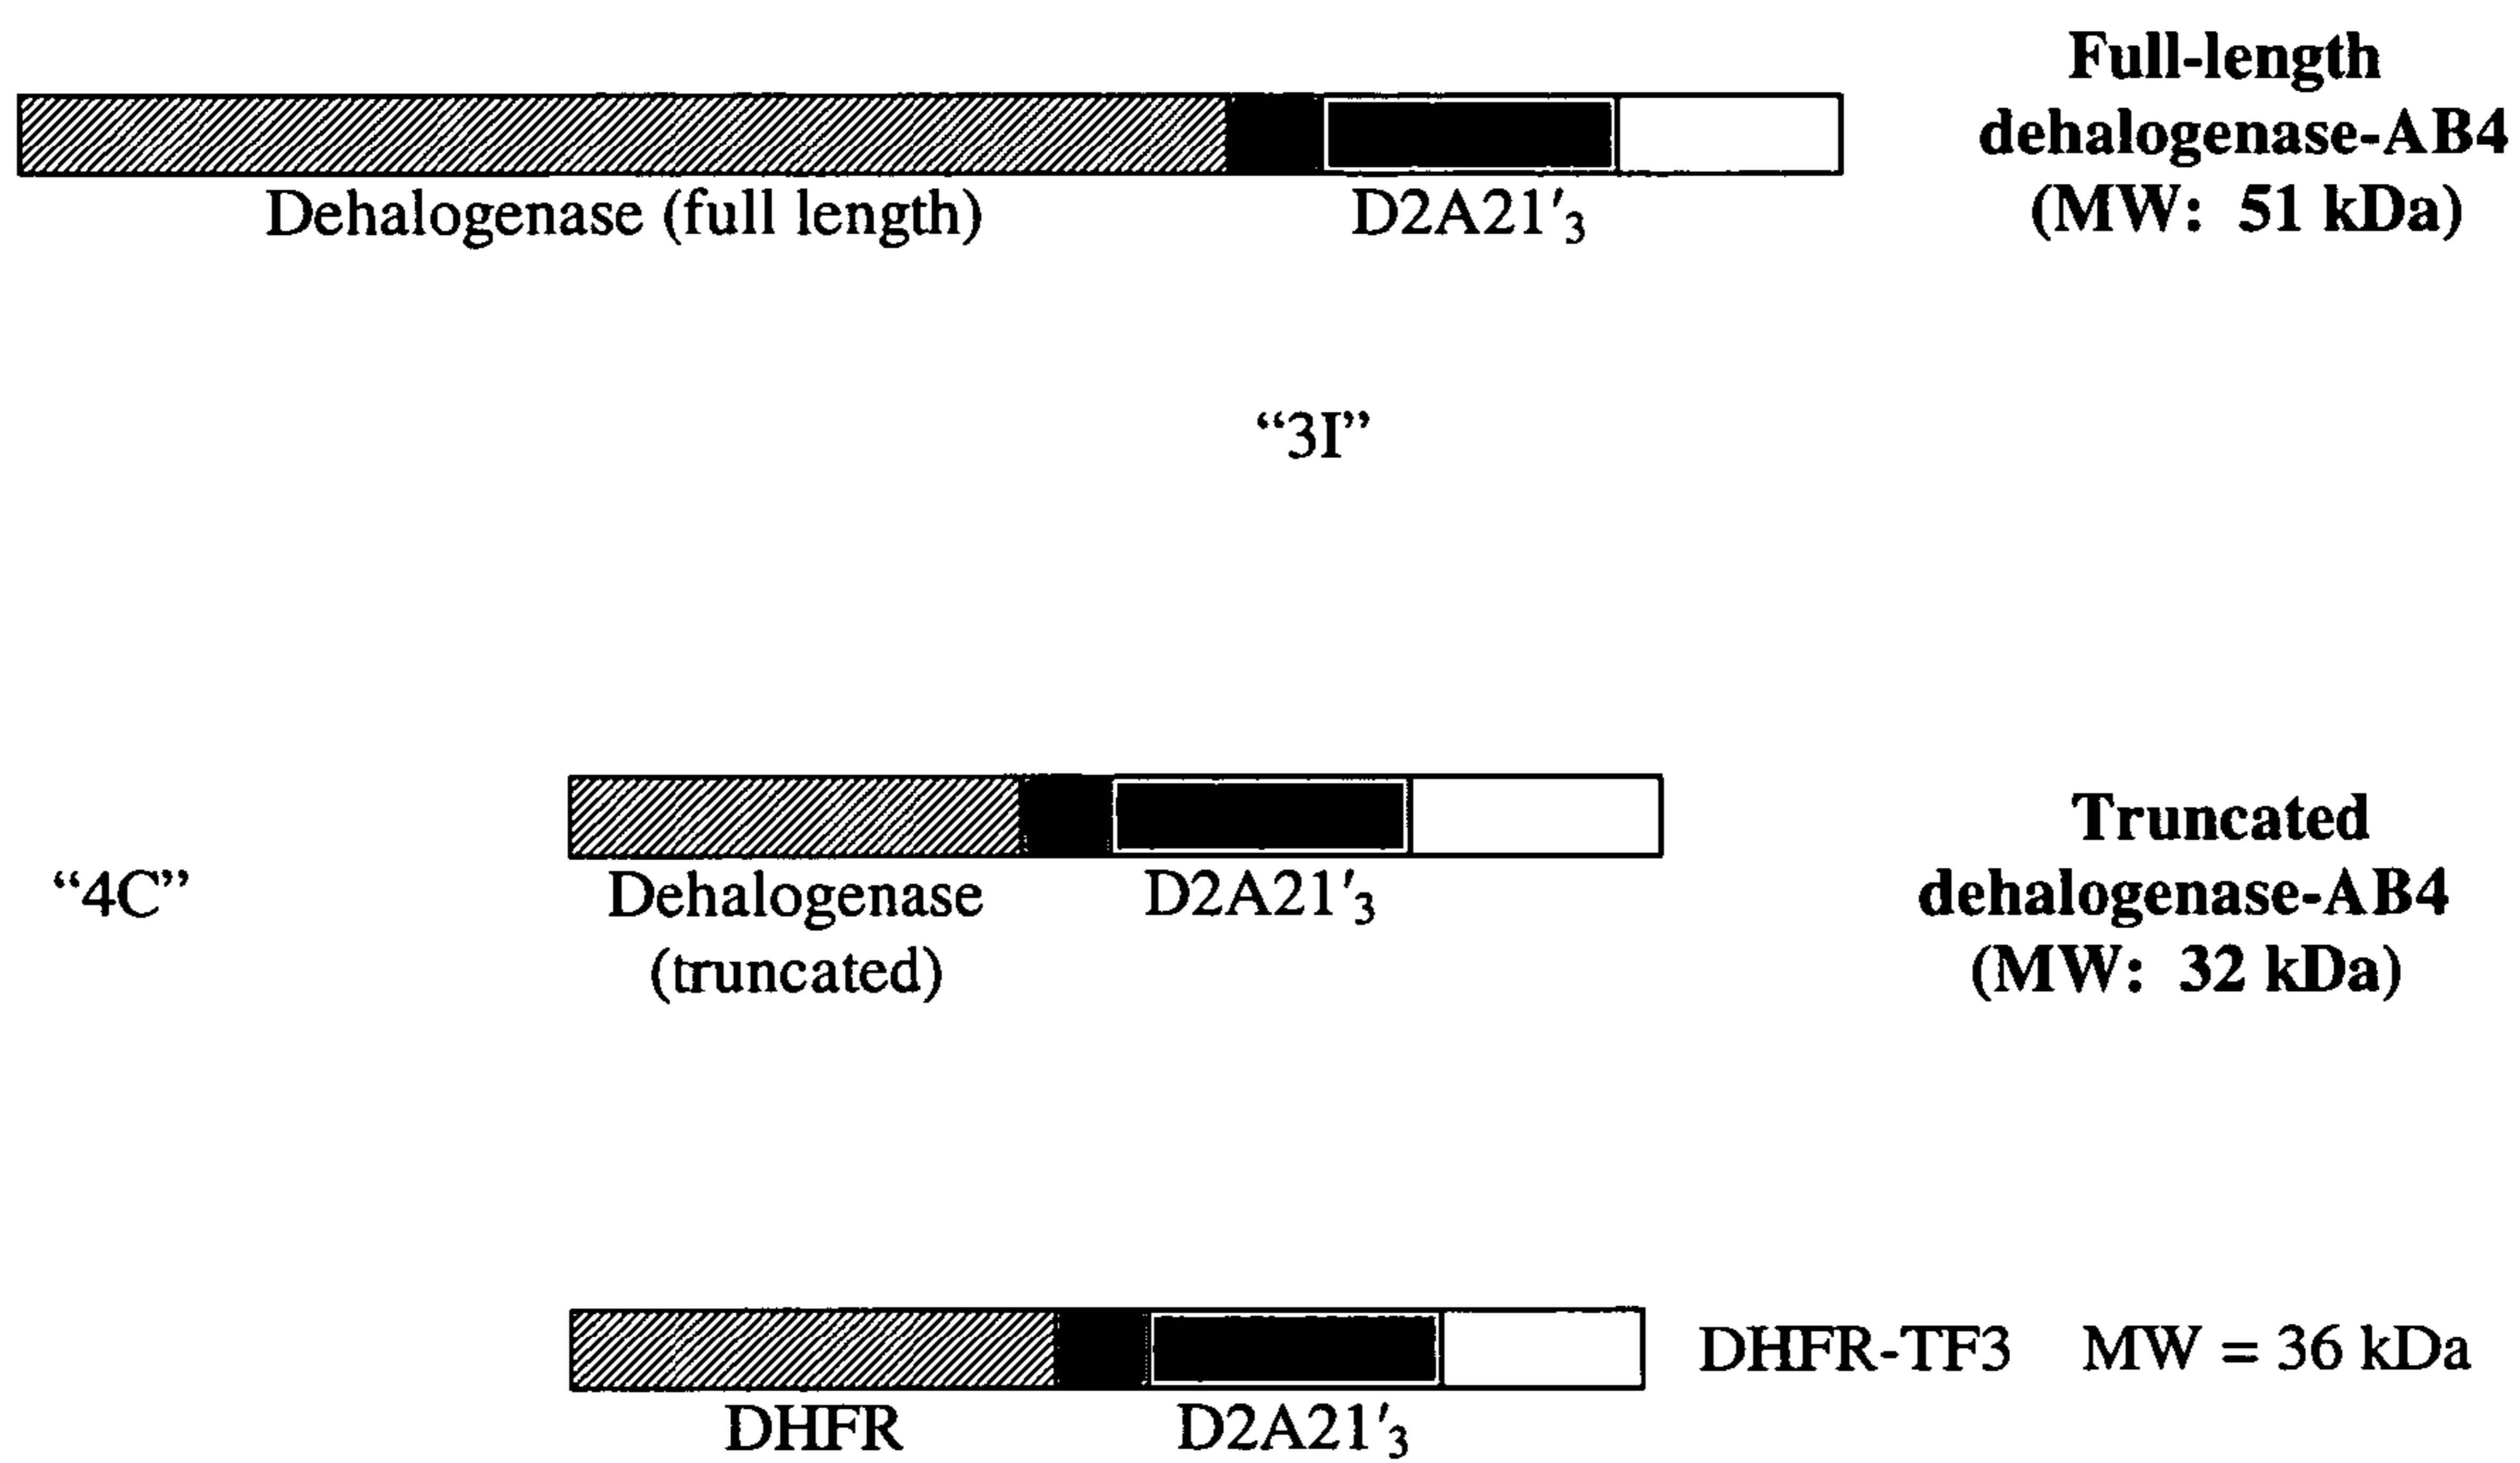 Full-length
dehalogenase-AB4
(MW: 51 kDa)
Dehalogenase (full length)
D2A21′₃
“3I”
“4C”
Dehalogenase
(truncated)
D2A21′₃
Truncated
dehalogenase-AB4
(MW: 32 kDa)
DHFR-TF3 MW = 36 kDa
DHFR
D2A21′₃